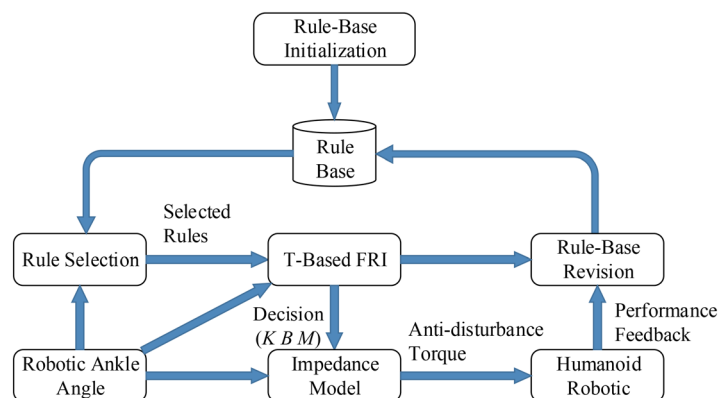 Rule-Base
Initialization
Rule
Base
Selected
Rules
Rule Selection
T-Based FRI
Rule-Base
Revision
Decision
(K B M)
Anti-disturbance
Torque
Performance
Feedback
Robotic Ankle
Angle
Impedance
Model
Humanoid
Robotic